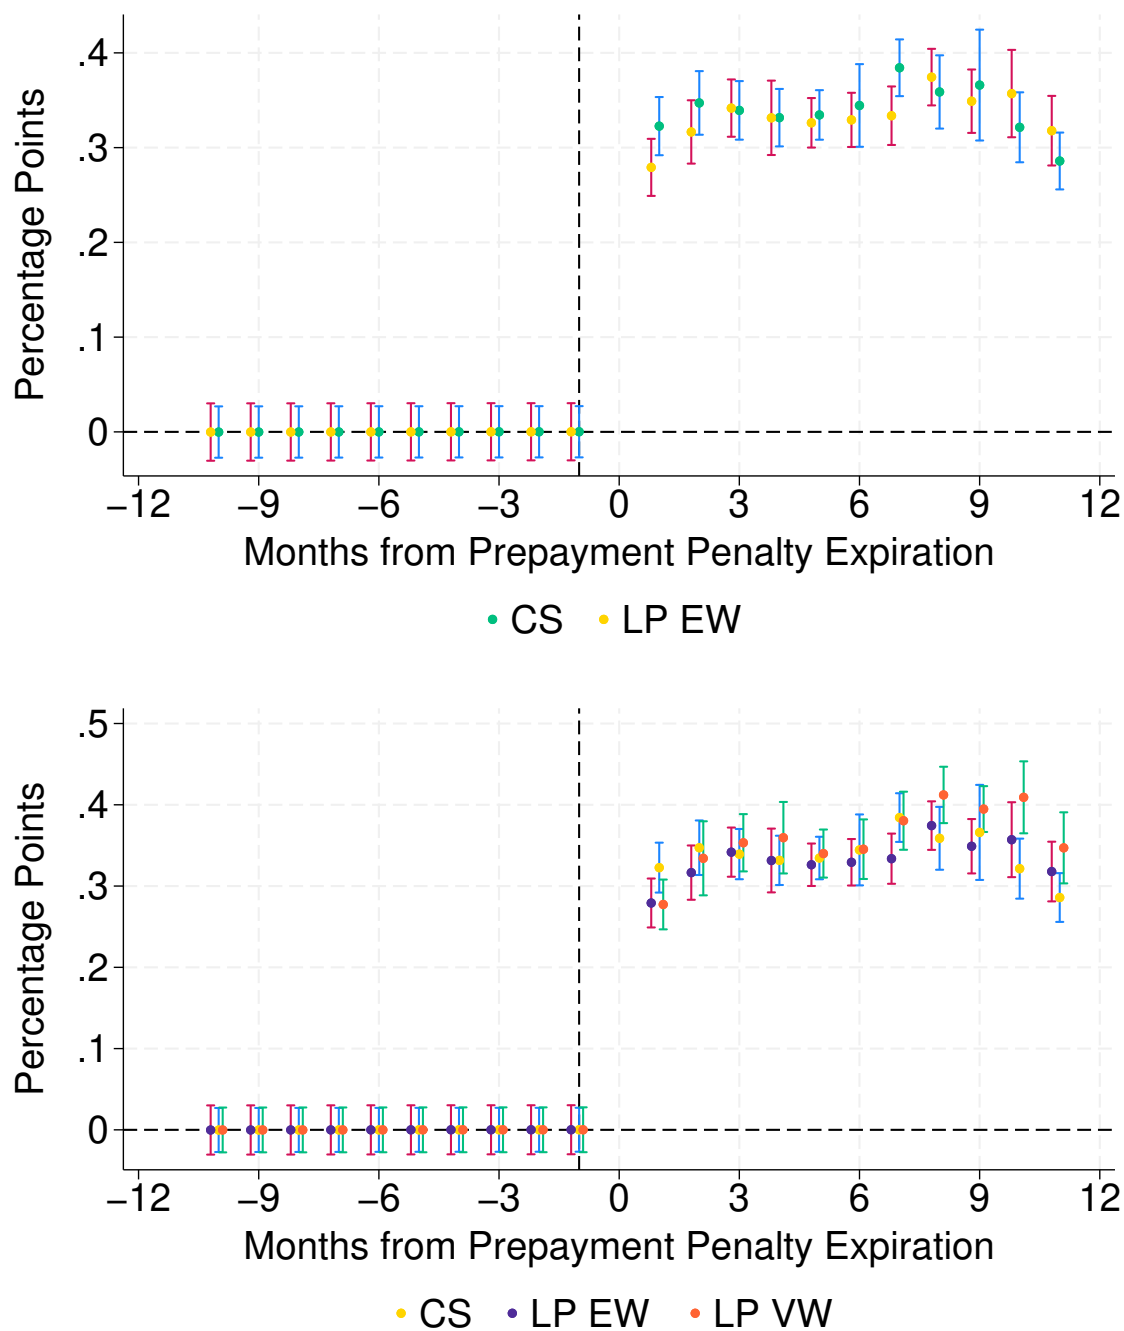 Percentage Points
.4
.3
.2
.1
0
−12 −9 −6 −3 0 3 6 9 12
Months from Prepayment Penalty Expiration
CS LP EW
Percentage Points
.5
.4
.3
.2
.1
0
−12 −9 −6 −3 0 3 6 9 12
Months from Prepayment Penalty Expiration
CS LP EW LP VW